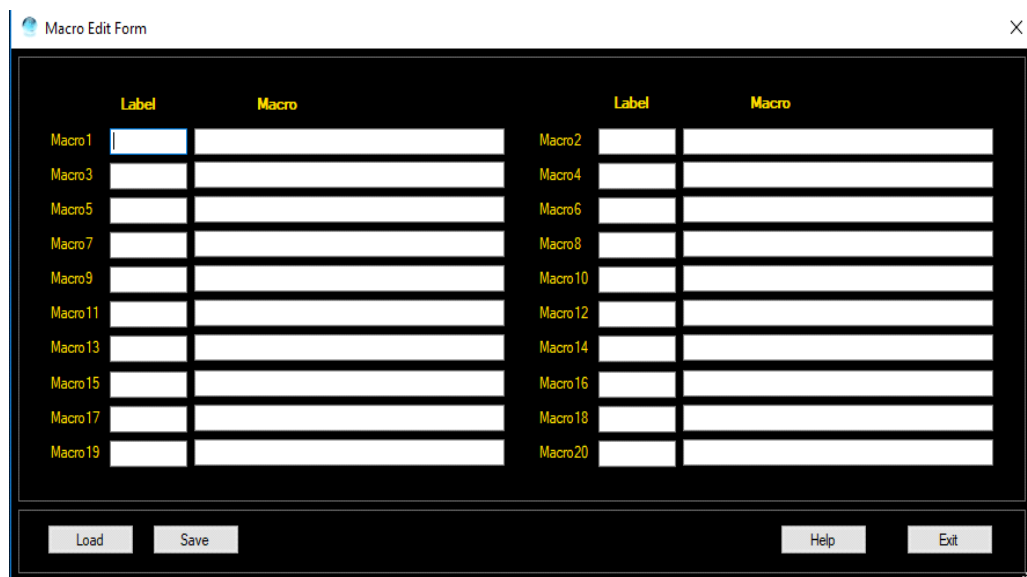 Macro Edit Form
Label Macro Label Macro
Macro1 Macro2
Macro3 Macro4
Macro5 Macro6
Macro7 Macro8
Macro9 Macro10
Macro11 Macro12
Macro13 Macro14
Macro15 Macro16
Macro17 Macro18
Macro19 Macro20
Load Save Help Exit